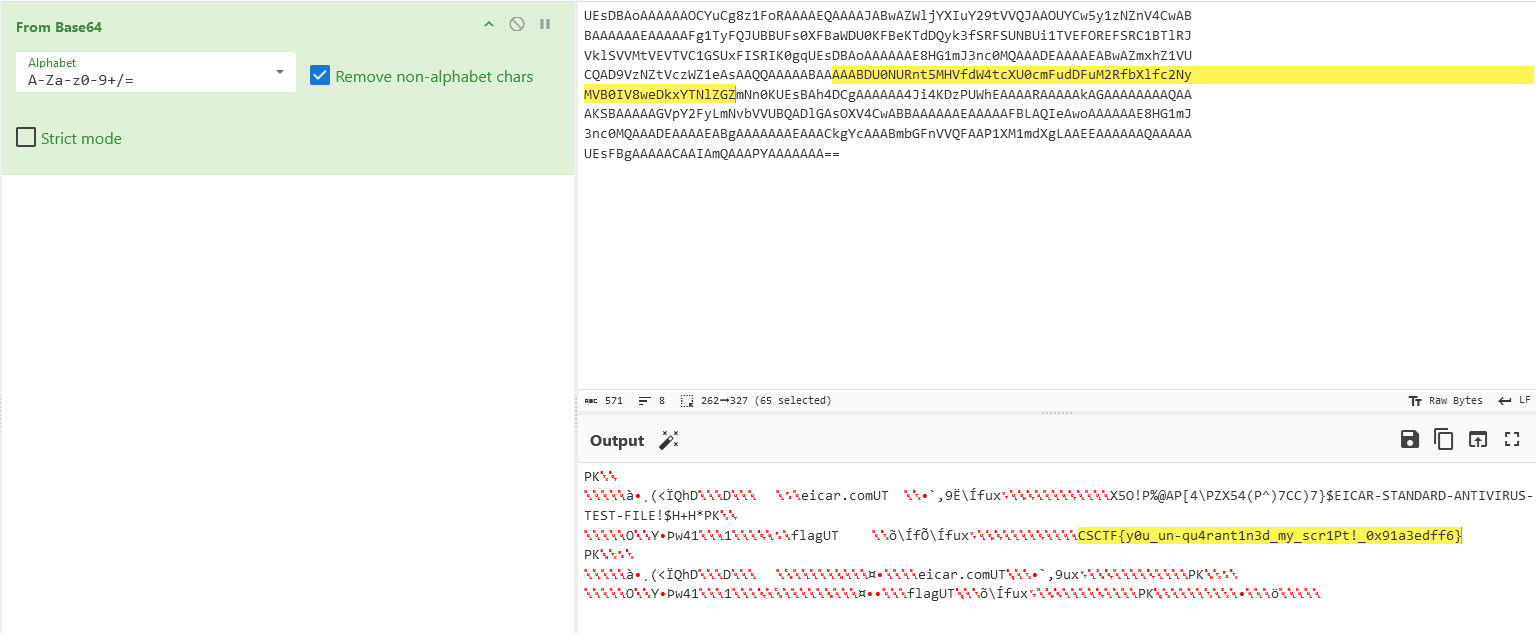 From Base64
Alphabet
A-Za-z0-9+/=
Remove non-alphabet chars
Strict mode
UEsDBAoAAAAAAOCYuCg8z1FoRAAAAEQAAAAJABwAZWljYXIuY29tVVQJAAOUYCw5y1zNZnV4CwAB
BAAAAAAEAAAAAFg1TyFQJUBBUFs0XFBaWDU0KFBeKTdDQyk3fSRFSUNBUi1TVEFOREFSRC1BTlRJ
VklSVVMtVEVTVC1GSUxFISRIK0gqUEsDBAoAAAAAAE8HG1mJ3nc0MQAAADEAAAAEABwAZmxhZ1VU
CQAD9VzNZtVczWZ1eAsAAQQAAAAABAAAAABDU0NURnt5MHVfdW4tcXU0cmFudDFuM2RfbXlfc2Ny
MVB0IV8weDkxYTNlZGZmNn0KUEsBAh4DCgAAAAAA4Ji4KDzPUWhEAAAARAAAAAkAGAAAAAAAAQAA
AKSBAAAAAGVpY2FyLmNvbVVUBQADlGAsOXV4CwABBAAAAAAEAAAAAFBLAQIeAwoAAAAAAE8HG1mJ
3nc0MQAAADEAAAAEABgAAAAAAAEAAACkgYcAAABmbGFnVVQFAAP1XM1mdXgLAAEEAAAAAAQAAAAA
UEsFBgAAAAACAAIAmQAAAPYAAAAAAA==
ABC 571 8 262→327 (65 selected)
Raw Bytes LF
Output
PK
à•¸(<ÏQhD D eicar.comUT •`,9Ë\Ífux X5O!P%@AP[4\PZX54(P^)7CC)7}$EICAR-STANDARD-ANTIVIRUS-
TEST-FILE!$H+H*PK
O Y•Þw41 1 flagUT õ\ÍfÕ\Ífux CSCTF{y0u_un-qu4rant1n3d_my_scr1Pt!_0x91a3edff6}
PK
à•¸(<ÏQhD D ¤• eicar.comUT •`,9ux PK
O Y•Þw41 1 ¤•• flagUT õ\Ífux PK • ö